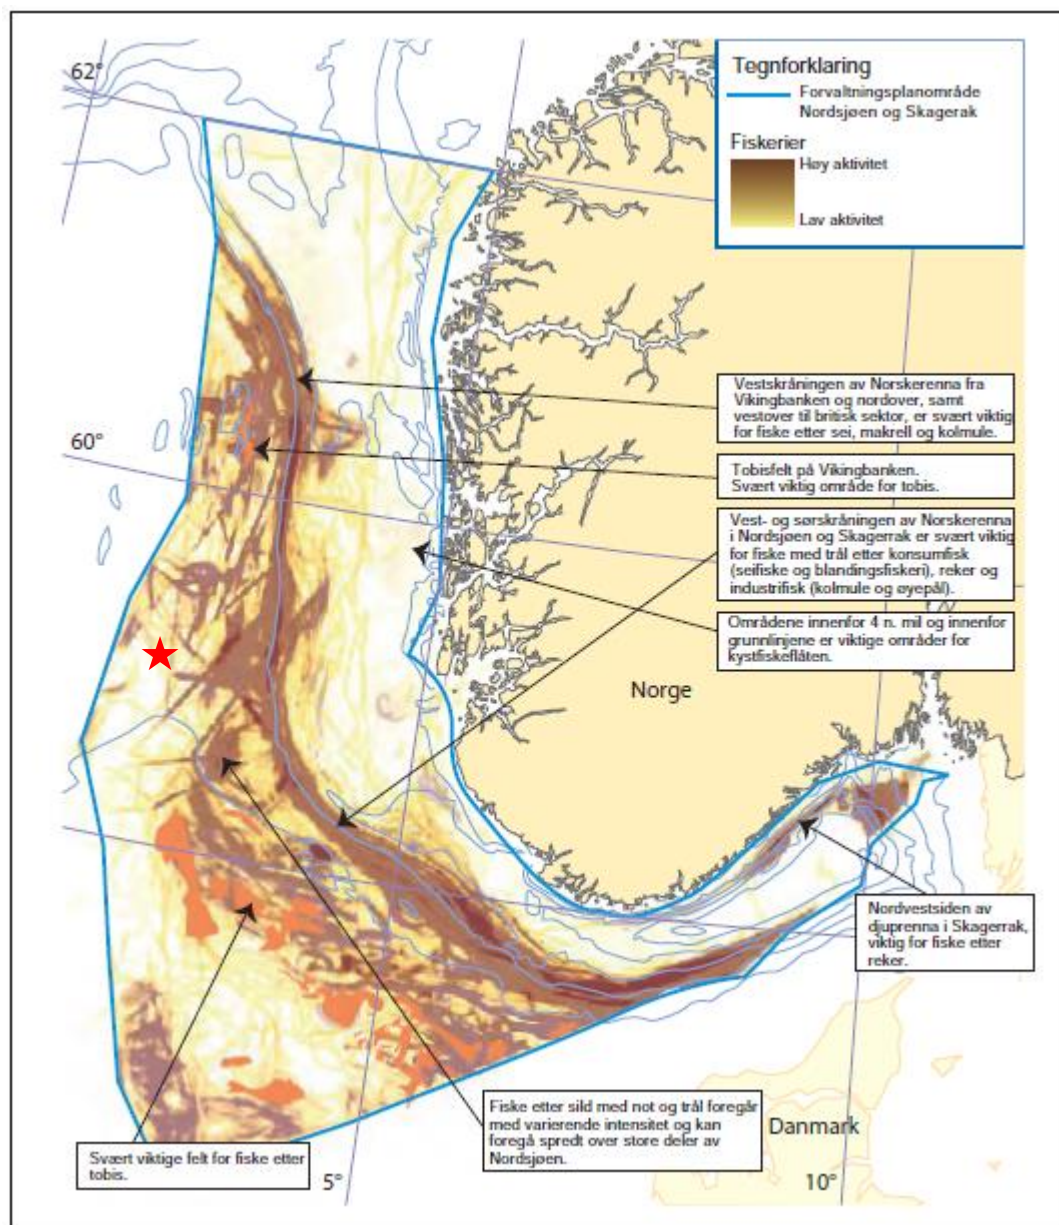 62°
Tegnforklaring
Forvaltningsplanområde
Nordsjøen og Skagerak
Fiskerier
Høy aktivitet
Lav aktivitet
Vestskråningen av Norskerenna fra
Vikingbanken og nordover, samt
vestover til britisk sektor, er svært viktig
for fiske etter sei, makrell og kolmule.
60°
Tobisfelt på Vikingbanken.
Svært viktig område for tobis.
Vest- og sørskråningen av Norskerenna
i Nordsjøen og Skagerrak er svært viktig
for fiske med trål etter konsumfisk
(seifiske og blandingsfiskeri), reker og
industrifisk (kolmule og øyepål).
Områdene innenfor 4 n. mil og innenfor
grunnlinjene er viktige områder for
kystfiskeflåten.
Norge
Nordvestsiden av
djuprenna i Skagerrak,
viktig for fiske etter
reker.
Fiske etter sild med not og trål foregår
med varierende intensitet og kan
foregå spredt over store deler av
Nordsjøen.
Danmark
Svært viktige felt for fiske etter
tobis.
5°
10°